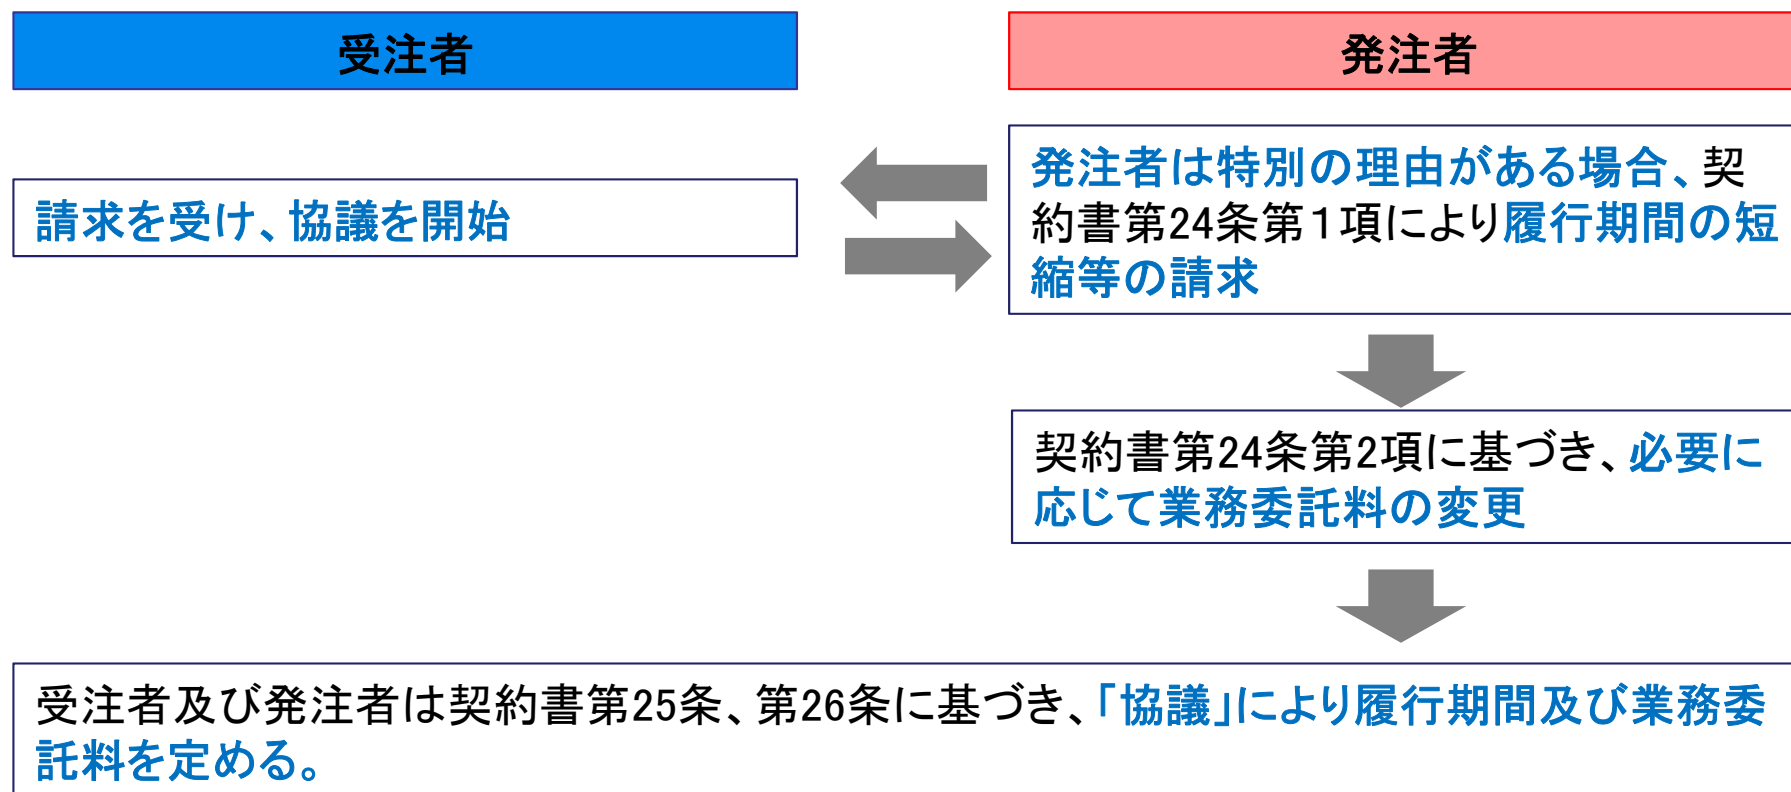 受注者
発注者
請求を受け、協議を開始
発注者は特別の理由がある場合、契
約書第24条第１項により履行期間の短
縮等の請求
契約書第24条第2項に基づき、必要に
応じて業務委託料の変更
受注者及び発注者は契約書第25条、第26条に基づき、「協議」により履行期間及び業務委
託料を定める。